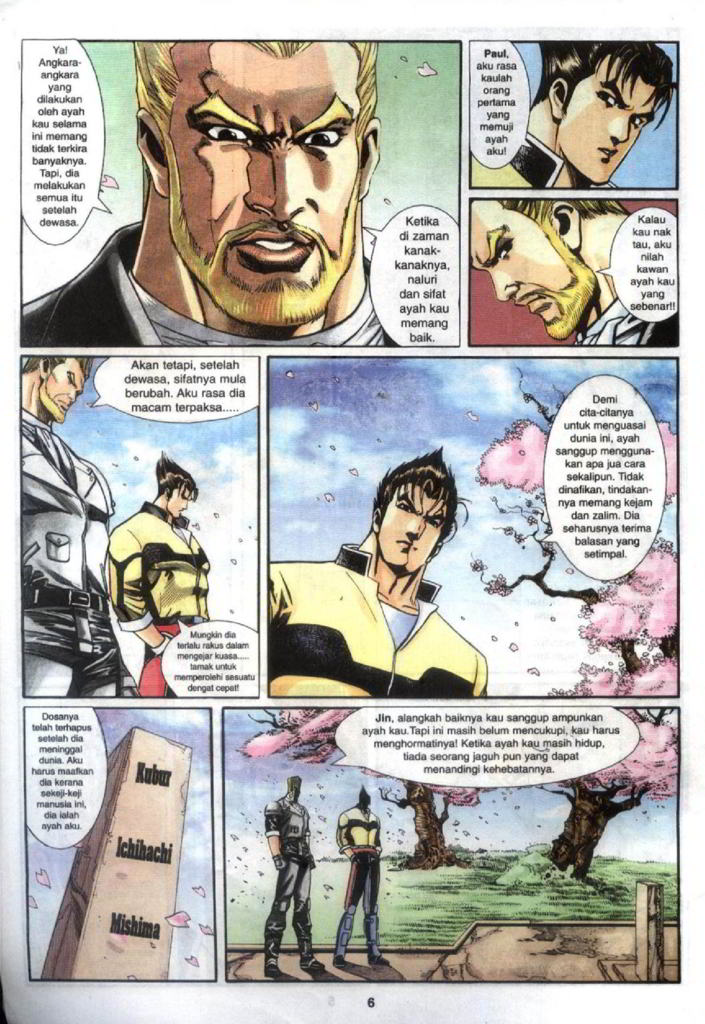 Ya!
Angkara-
angkara
yang
dilakukan
oleh ayah
kau selama
ini memang
tidak terkira
banyaknya.
Tapi, dia
melakukan
semua itu
setelah
dewasa.
Ketika
di zaman
kanak-
kanaknya,
naluri
dan sifat
ayah kau
memang
baik.
Paul,
aku rasa
kaulah
orang
pertama
yang
memuji
ayah
aku!
Kalau
kau nak
tau, aku
nilah
kawan
ayah kau
yang
sebenar!!
Akan tetapi, setelah
dewasa, sifatnya mula
berubah. Aku rasa dia
macam terpaksa.....
Mungkin dia
terlalu rakus dalam
mengejar kuasa.....
tamak untuk
memperolehi sesuatu
dengat cepat!
Demi
cita-citanya
untuk menguasai
dunia ini, ayah
sanggup mengguna-
kan apa jua cara
sekalipun. Tidak
dinafikan, tindakan-
nya memang kejam
dan zalim. Dia
seharusnya terima
balasan yang
setimpal.
Dosanya
telah terhapus
setelah dia
meninggal
dunia. Aku
harus maafkan
dia kerana
sekeji-keji
manusia ini,
dia ialah
ayah aku.
Kubur
Ichihachi
Mishima
Jin, alangkah baiknya kau sanggup ampunkan
ayah kau.Tapi ini masih belum mencukupi, kau harus
menghormatinya! Ketika ayah kau masih hidup,
tiada seorang jaguh pun yang dapat
menandingi kehebatannya.
6